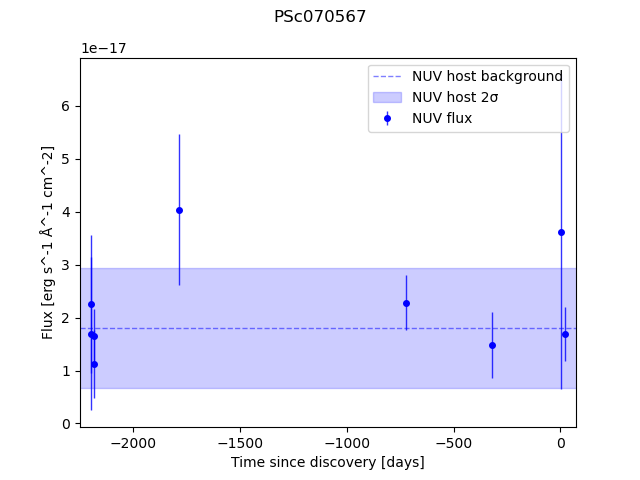 PSc070567
1e−17
NUV host background
NUV host 2σ
NUV flux
6
5
4
3
2
1
0
Flux [erg s^-1 Å^-1 cm^-2]
−2000 −1500 −1000 −500 0
Time since discovery [days]